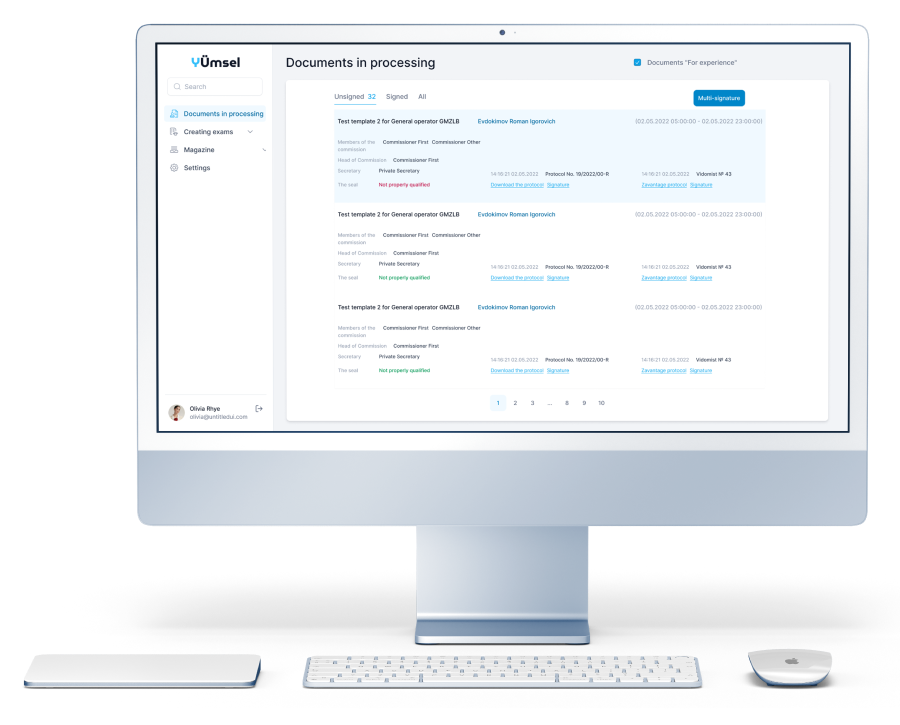 YÜmsel
Documents in processing
Documents "For experience"
Search
Unsigned 32 Signed All
Multi-signature
Documents in processing
Creating exams
Magazine
Settings
Test template 2 for General operator GMZLB Evdokimov Roman Igorovich (02.05.2022 05:00:00 - 02.05.2022 23:00:00)
Members of the commission Commissioner First Commissioner Other
Head of Commission Commissioner First
Secretary Private Secretary
14:16:21 02.05.2022 Protocol No. 19/2022/00-R 14:16:21 02.05.2022 Vidomist № 43
The seal Not property qualified Download the protocol Signature Zavantage protocol Signature
Test template 2 for General operator GMZLB Evdokimov Roman Igorovich (02.05.2022 05:00:00 - 02.05.2022 23:00:00)
Members of the commission Commissioner First Commissioner Other
Head of Commission Commissioner First
Secretary Private Secretary
14:16:21 02.05.2022 Protocol No. 19/2022/00-R 14:16:21 02.05.2022 Vidomist № 43
The seal Not property qualified Download the protocol Signature Zavantage protocol Signature
Test template 2 for General operator GMZLB Evdokimov Roman Igorovich (02.05.2022 05:00:00 - 02.05.2022 23:00:00)
Members of the commission Commissioner First Commissioner Other
Head of Commission Commissioner First
Secretary Private Secretary
14:16:21 02.05.2022 Protocol No. 19/2022/00-R 14:16:21 02.05.2022 Vidomist № 43
The seal Not property qualified Download the protocol Signature Zavantage protocol Signature
1 2 3 ... 8 9 10
Olivia Rhye
olivia@untitledui.com